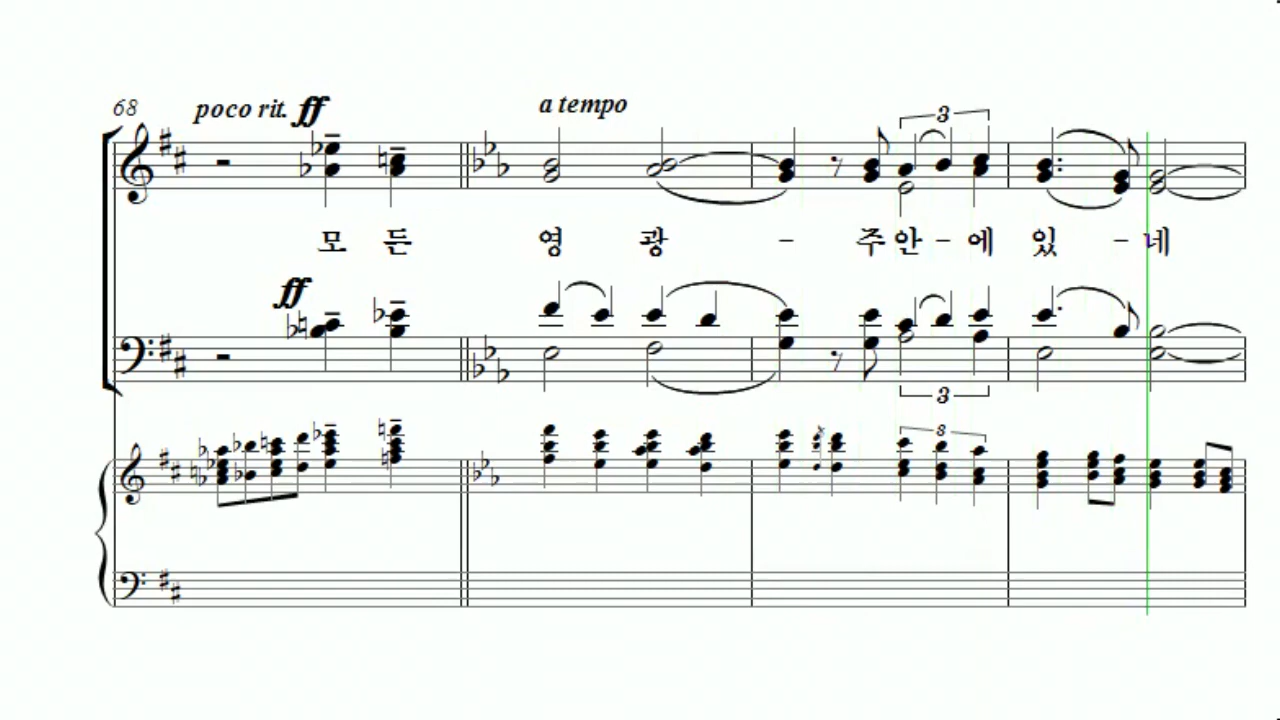 68 poco rit. ff a tempo
3
모 든 영 광 - 주 안 - 에 있 - 네
ff
3
3